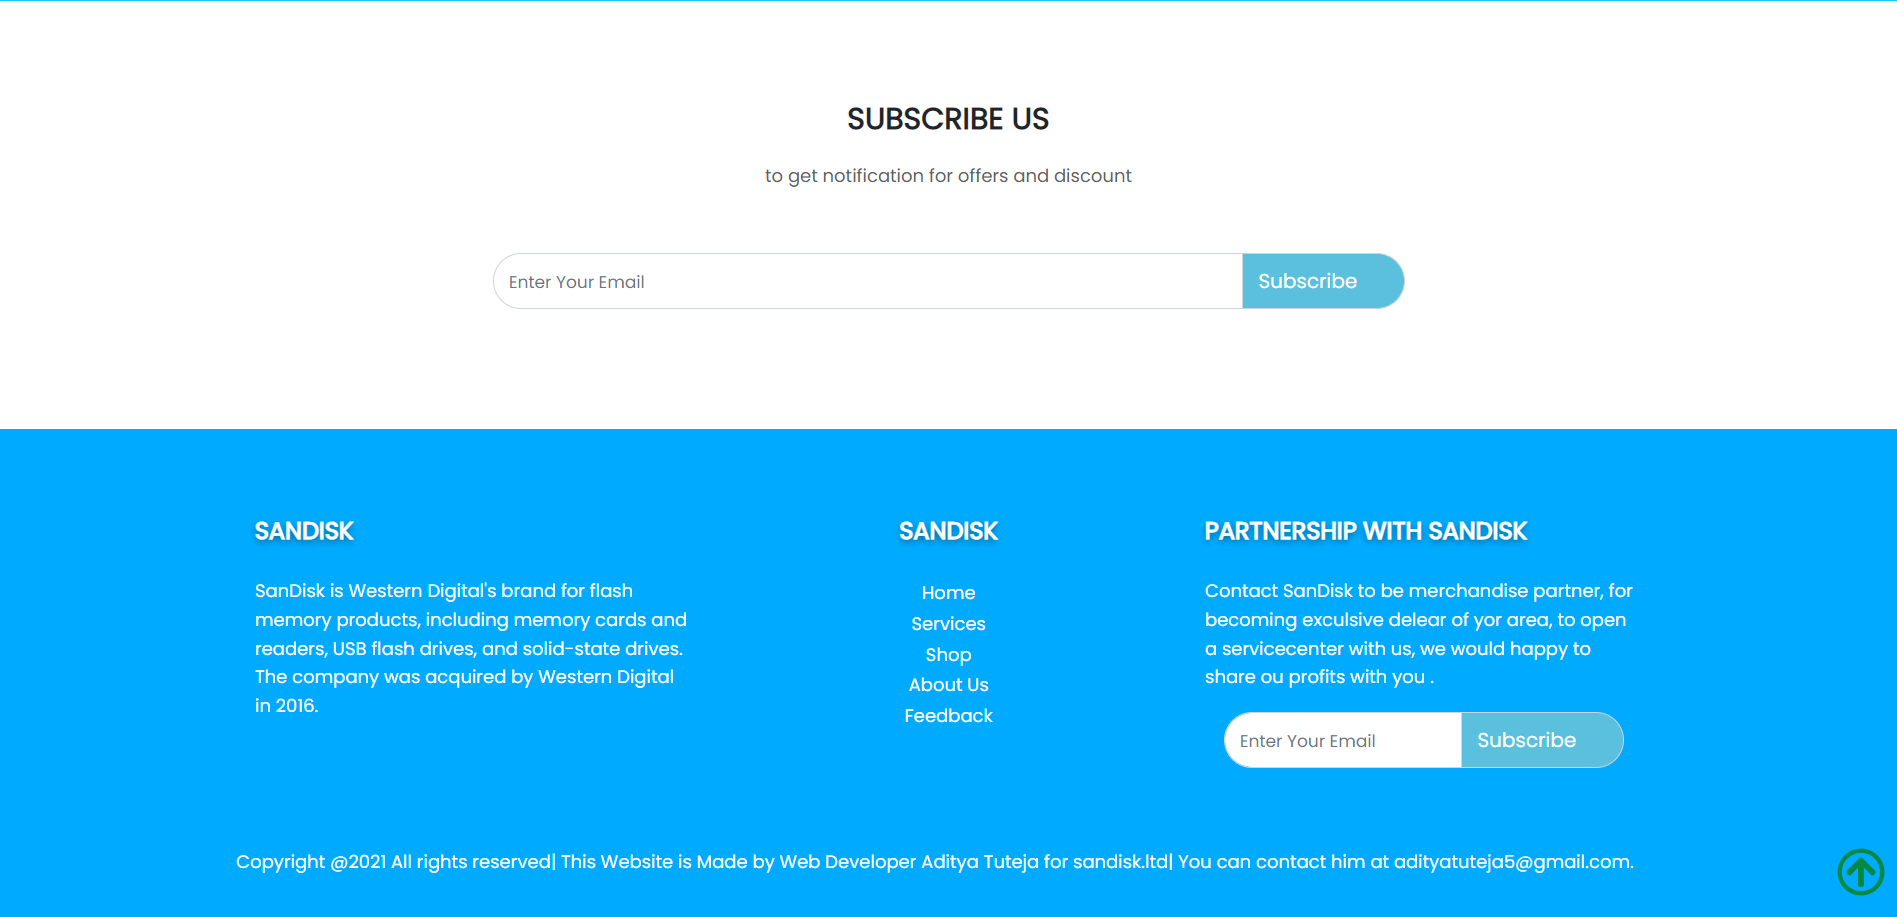 SUBSCRIBE US
to get notification for offers and discount
Enter Your Email
Subscribe
SANDISK
SanDisk is Western Digital's brand for flash
memory products, including memory cards and
readers, USB flash drives, and solid-state drives.
The company was acquired by Western Digital
in 2016.
SANDISK
Home
Services
Shop
About Us
Feedback
PARTNERSHIP WITH SANDISK
Contact SanDisk to be merchandise partner, for
becoming exculsive delear of yor area, to open
a servicecenter with us, we would happy to
share ou profits with you .
Enter Your Email
Subscribe
Copyright @2021 All rights reserved| This Website is Made by Web Developer Aditya Tuteja for sandisk.ltd| You can contact him at adityatuteja5@gmail.com.